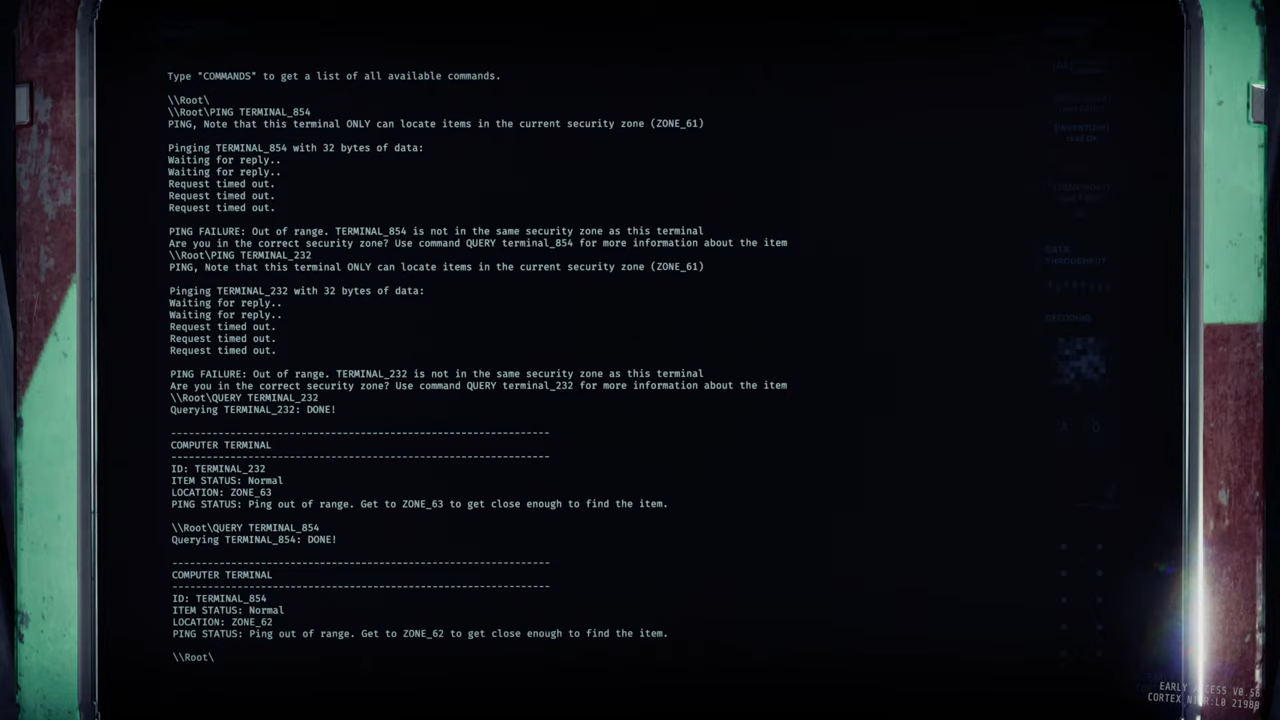 Type "COMMANDS" to get a list of all available commands.
\\Root\
\\Root\PING TERMINAL_854
PING, Note that this terminal ONLY can locate items in the current security zone (ZONE_61)
Pinging TERMINAL_854 with 32 bytes of data:
Waiting for reply..
Waiting for reply..
Request timed out.
Request timed out.
Request timed out.
PING FAILURE: Out of range. TERMINAL_854 is not in the same security zone as this terminal
Are you in the correct security zone? Use command QUERY terminal_854 for more information about the item
\\Root\PING TERMINAL_232
PING, Note that this terminal ONLY can locate items in the current security zone (ZONE_61)
Pinging TERMINAL_232 with 32 bytes of data:
Waiting for reply..
Waiting for reply..
Request timed out.
Request timed out.
Request timed out.
PING FAILURE: Out of range. TERMINAL_232 is not in the same security zone as this terminal
Are you in the correct security zone? Use command QUERY terminal_232 for more information about the item
\\Root\QUERY TERMINAL_232
Querying TERMINAL_232: DONE!
----------------------------------------------------------------
COMPUTER TERMINAL
----------------------------------------------------------------
ID: TERMINAL_232
ITEM STATUS: Normal
LOCATION: ZONE_63
PING STATUS: Ping out of range. Get to ZONE_63 to get close enough to find the item.
\\Root\QUERY TERMINAL_854
Querying TERMINAL_854: DONE!
----------------------------------------------------------------
COMPUTER TERMINAL
----------------------------------------------------------------
ID: TERMINAL_854
ITEM STATUS: Normal
LOCATION: ZONE_62
PING STATUS: Ping out of range. Get to ZONE_62 to get close enough to find the item.
\\Root\
DATA
THROUGHPUT
EARLY
CORTEX